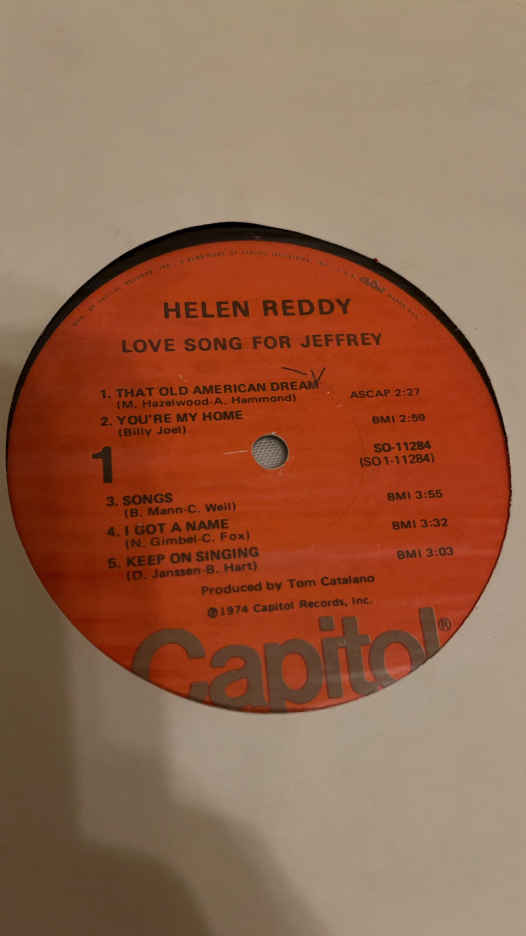 HELEN REDDY
LOVE SONG FOR JEFFREY
1. THAT OLD AMERICAN DREAM ASCAP 2:27
(M. Hazelwood-A. Hammond)
2. YOU'RE MY HOME BMI 2:59
(Billy Joel)
1
SO-11284
(SO1-11284)
3. SONGS BMI 3:55
(B. Mann-C. Weil)
4. I GOT A NAME BMI 3:32
(N. Gimbel-C. Fox)
5. KEEP ON SINGING BMI 3:03
(D. Janssen-B. Hart)
Produced by Tom Catalano
℗1974 Capitol Records, Inc.
Capitol®